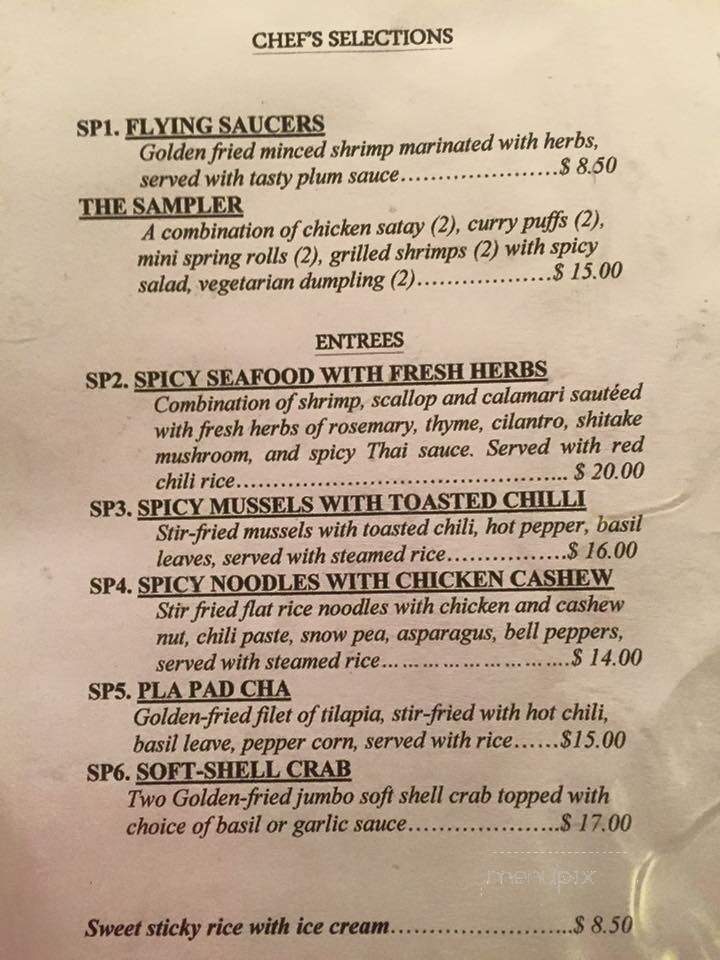 CHEF'S SELECTIONS
SP1. FLYING SAUCERS
Golden fried minced shrimp marinated with herbs,
served with tasty plum sauce......................$ 8.50
THE SAMPLER
A combination of chicken satay (2), curry puffs (2),
mini spring rolls (2), grilled shrimps (2) with spicy
salad, vegetarian dumpling (2)...................$ 15.00
ENTREES
SP2. SPICY SEAFOOD WITH FRESH HERBS
Combination of shrimp, scallop and calamari sautéed
with fresh herbs of rosemary, thyme, cilantro, shitake
mushroom, and spicy Thai sauce. Served with red
chili rice.............................................. $ 20.00
SP3. SPICY MUSSELS WITH TOASTED CHILLI
Stir-fried mussels with toasted chili, hot pepper, basil
leaves, served with steamed rice................$ 16.00
SP4. SPICY NOODLES WITH CHICKEN CASHEW
Stir fried flat rice noodles with chicken and cashew
nut, chili paste, snow pea, asparagus, bell peppers,
served with steamed rice... ... ... ... ... ... ... ....$ 14.00
SP5. PLA PAD CHA
Golden-fried filet of tilapia, stir-fried with hot chili,
basil leave, pepper corn, served with rice......$15.00
SP6. SOFT-SHELL CRAB
Two Golden-fried jumbo soft shell crab topped with
choice of basil or garlic sauce.....................$ 17.00
menupix
Sweet sticky rice with ice cream.........................$ 8.50